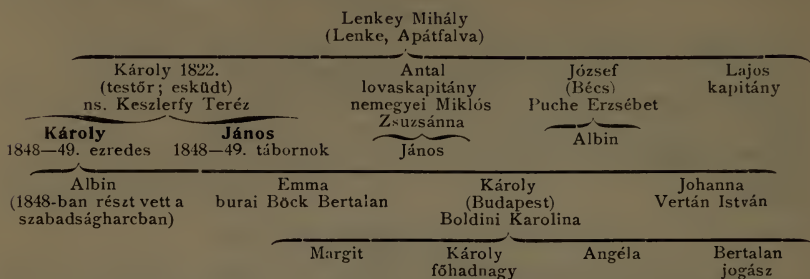 Lenkey Mihály
(Lenke, Apátfalva)
Károly 1822.
(testőr; esküdt)
ns. Keszlerfy Teréz
Antal
lovaskapitány
nemegyei Miklós
Zsuzsánna
József
(Bécs)
Puche Erzsébet
Lajos
kapitány
Károly
1848—49. ezredes
János
1848—49. tábornok
János
Albin
Albin
(1848-ban részt vett a
szabadságharcban)
Emma
burai Böck Bertalan
Károly
(Budapest)
Boldini Karolina
Johanna
Vertán István
Margit
Károly
főhadnagy
Angéla
Bertalan
jogász